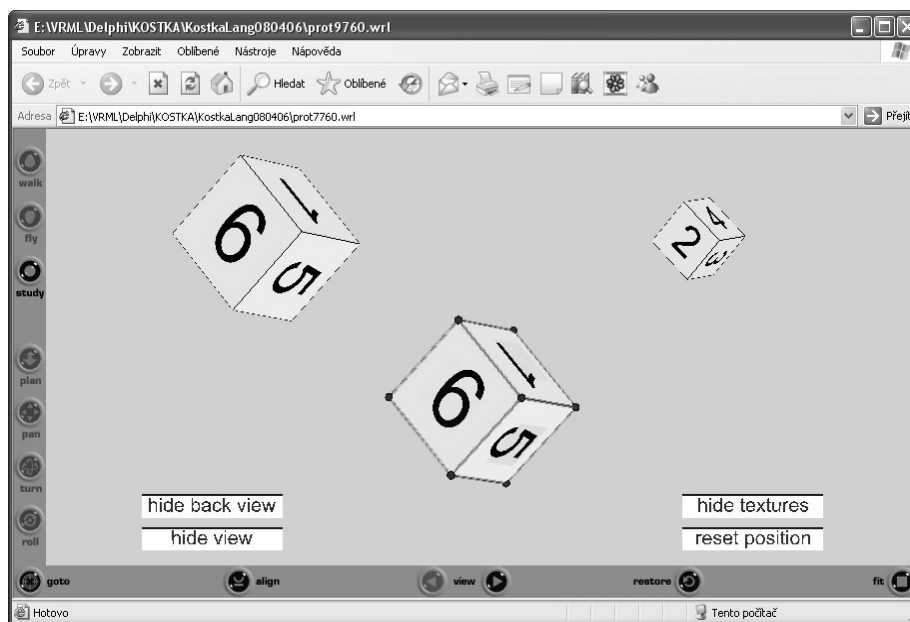 E:\VRML\Delphi\KOSTKA\KostkaLang080406\prot9760.wrl
Soubor Úpravy Zobrazit Oblíbené Nástroje Nápověda
Zpět Hledat Oblíbené
Adresa E:\VRML\Delphi\KOSTKA\KostkaLang080406\prot7760.wrl Přejít
walk
fly
study
plan
pan
turn
roll
6 1 5
2 4 3
6 1 5
hide back view
hide view
hide textures
reset position
goto align view restore fit
Hotovo Tento počítač